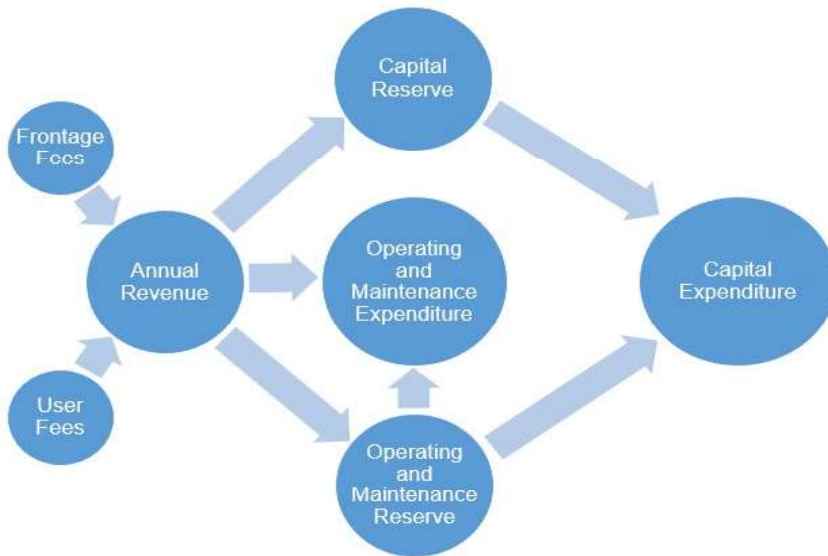 Capital
Reserve
Frontage
Fees
Annual
Revenue
Operating
and
Maintenance
Expenditure
Capital
Expenditure
User
Fees
Operating
and
Maintenance
Reserve